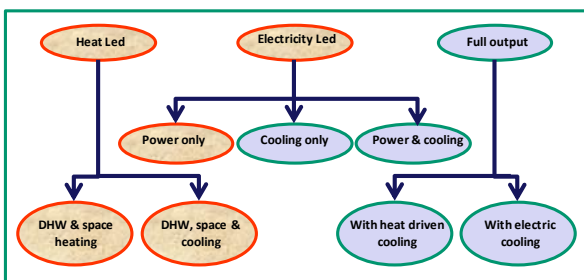 Heat Led
Electricity Led
Full output
Power only
Cooling only
Power & cooling
DHW & space
heating
DHW, space &
cooling
With heat driven
cooling
With electric
cooling